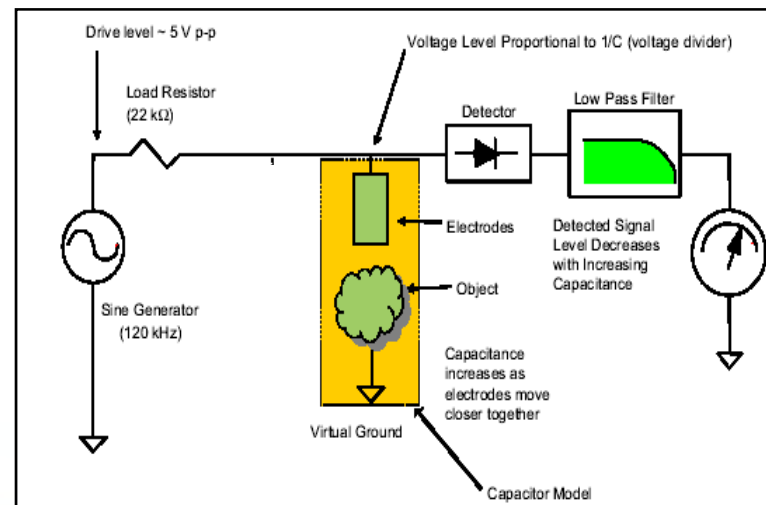 Drive level ~ 5 V p-p
Voltage Level Proportional to 1/C (voltage divider)
Load Resistor
(22 kΩ)
Detector
Low Pass Filter
Electrodes
Detected Signal
Level Decreases
with Increasing
Capacitance
Object
Sine Generator
(120 kHz)
Capacitance
increases as
electrodes move
closer together
Virtual Ground
Capacitor Model